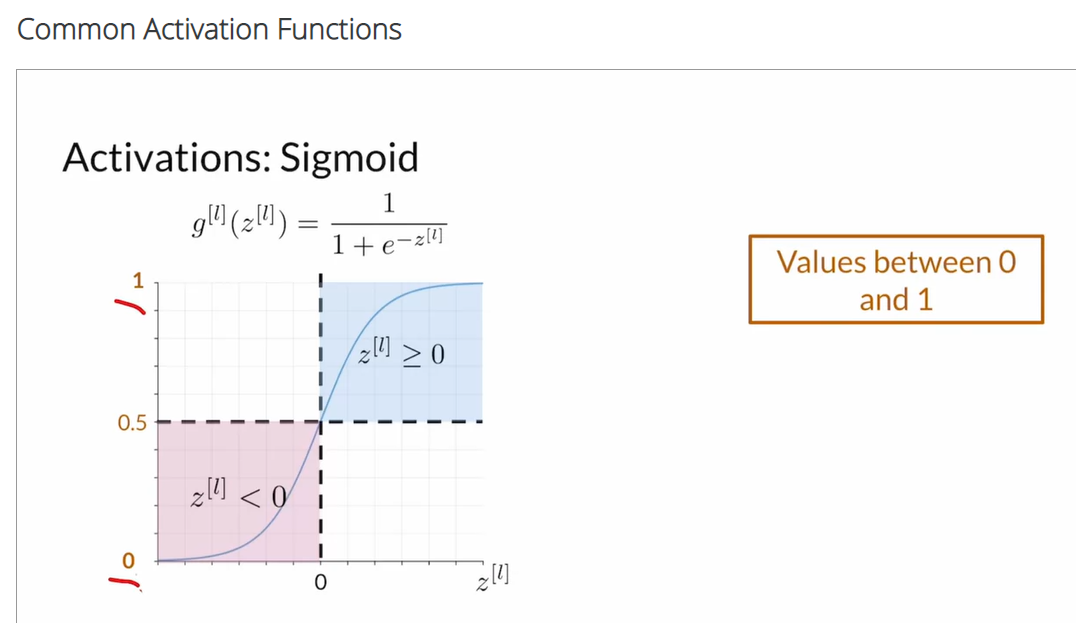 Common Activation Functions
Activations: Sigmoid
g^[l](z^[l]) = 1 / (1 + e^-z^[l])
Values between 0
and 1
1
z^[l] ≥ 0
0.5
z^[l] < 0
0
0
z^[l]